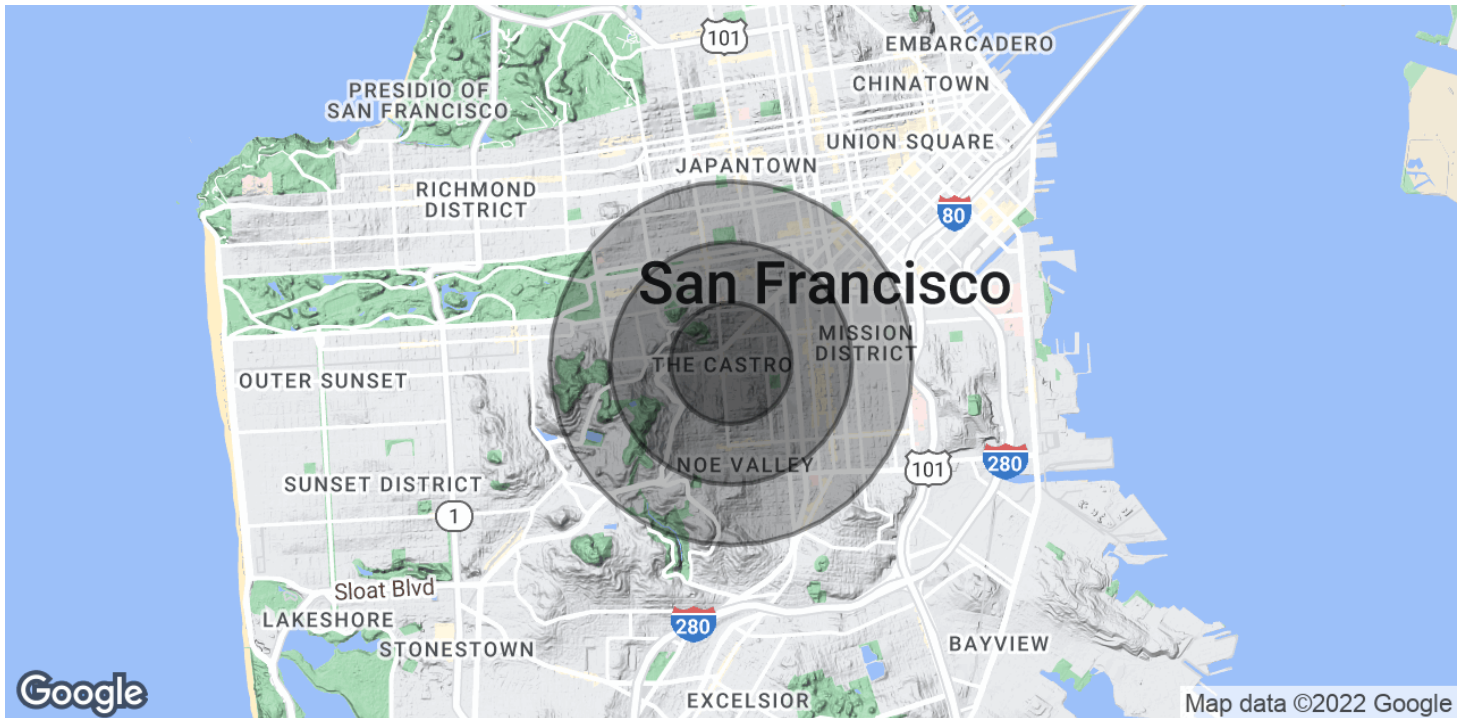 101
EMBARCADERO
CHINATOWN
PRESIDIO OF
SAN FRANCISCO
UNION SQUARE
JAPANTOWN
RICHMOND
DISTRICT
80
San Francisco
MISSION
DISTRICT
THE CASTRO
OUTER SUNSET
NOE VALLEY
101
280
SUNSET DISTRICT
1
Sloat Blvd
LAKESHORE
280
STONESTOWN
BAYVIEW
EXCELSIOR
Google
Map data ©2022 Google